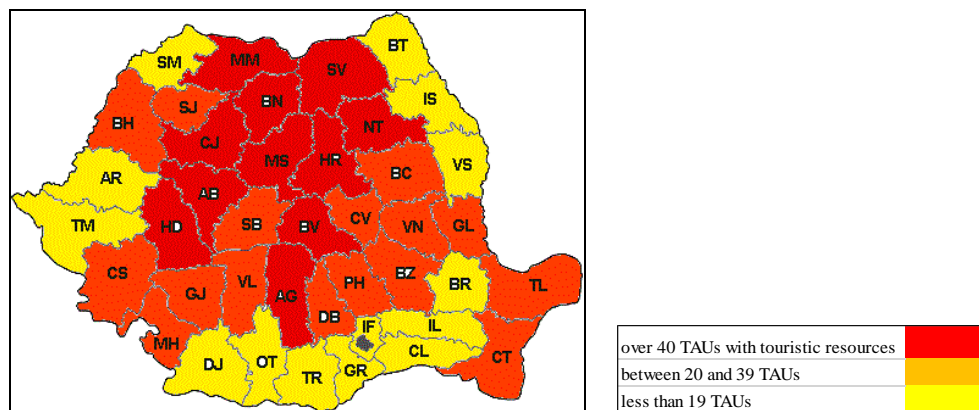 BT
SM
MM
SV
IS
BN
SJ
BH
NT
CJ
MS
HR
VS
BC
AR
AB
CV
TM
SB
HD
BV
VN
GL
CS
BZ
BR
TL
PH
VL
GJ
AG
DB
IF
IL
MH
CT
CL
DJ
OT
TR
GR
over 40 TAUs with touristic resources
between 20 and 39 TAUs
less than 19 TAUs